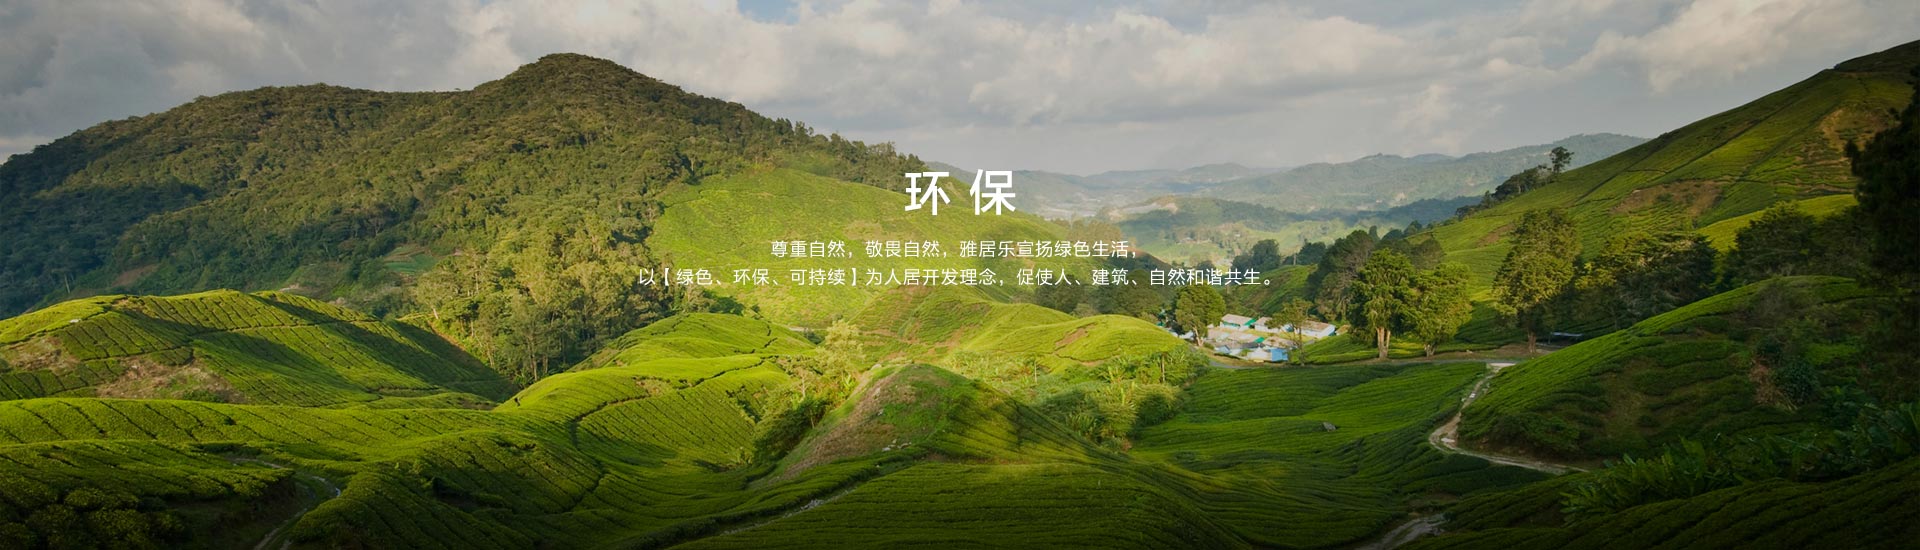 环保
尊重自然，敬畏自然，雅居乐宣扬绿色生活，
以【绿色、环保、可持续】为人居开发理念，促使人、建筑、自然和谐共生。